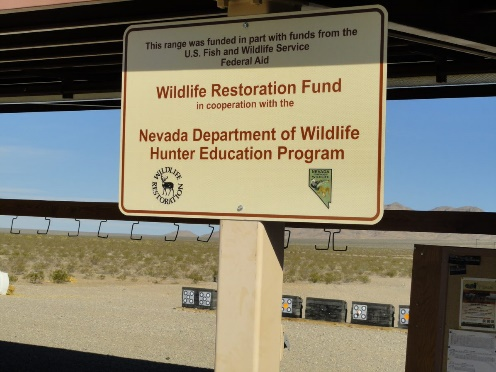 This range was funded in part with funds from the
U.S. Fish and Wildlife Service
Federal Aid
Wildlife Restoration Fund
in cooperation with the
Nevada Department of Wildlife
Hunter Education Program
WILDLIFE
RESTORATION
NEVADA